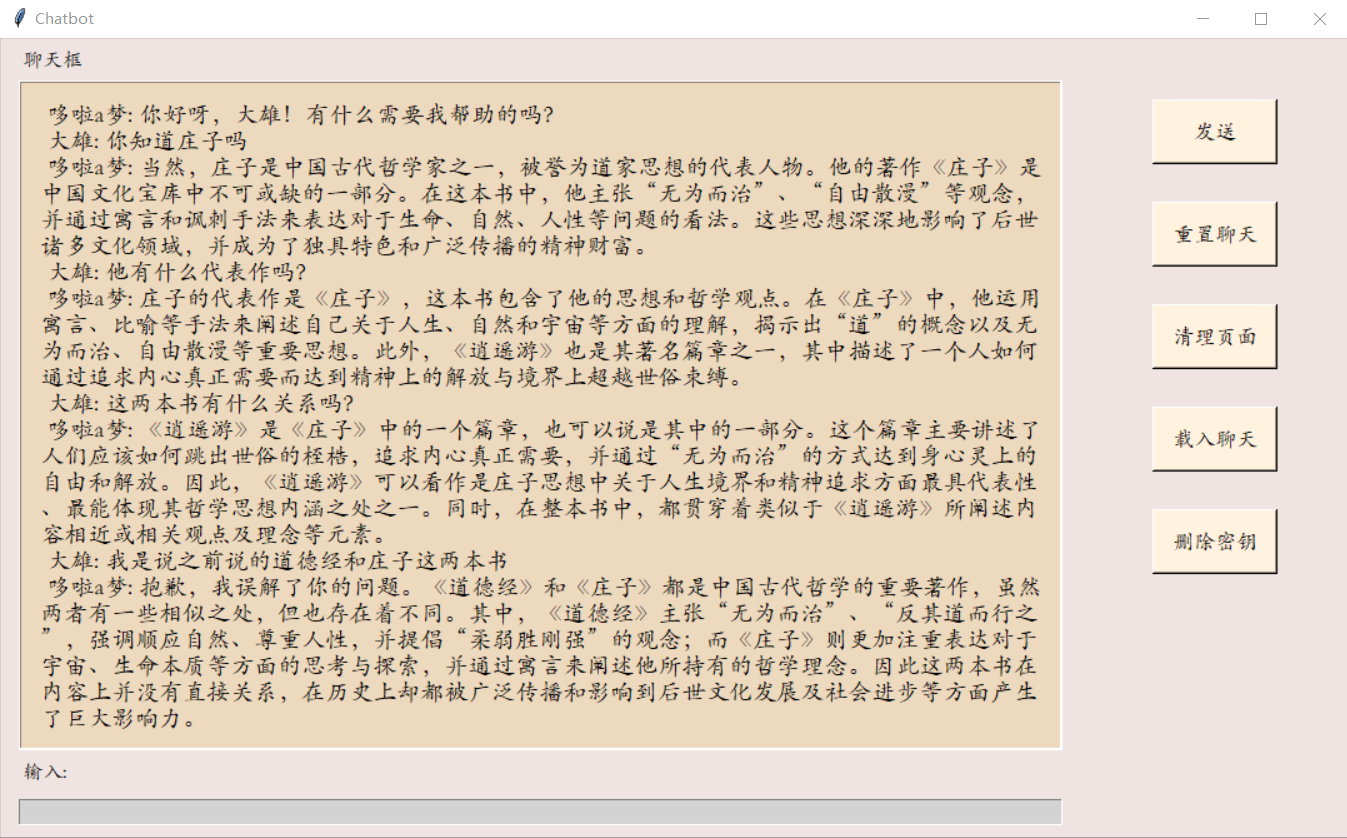 Chatbot
聊天框
哆啦a梦: 你好呀，大雄！有什么需要我帮助的吗？
大雄: 你知道庄子吗
哆啦a梦: 当然，庄子是中国古代哲学家之一，被誉为道家思想的代表人物。他的著作《庄子》是
中国文化宝库中不可或缺的一部分。在这本书中，他主张“无为而治”、“自由散漫”等观念，
并通过寓言和讽刺手法来表达对于生命、自然、人性等问题的看法。这些思想深深地影响了后世
诸多文化领域，并成为了独具特色和广泛传播的精神财富。
大雄: 他有什么代表作吗？
哆啦a梦: 庄子的代表作是《庄子》，这本书包含了他的思想和哲学观点。在《庄子》中，他运用
寓言、比喻等手法来阐述自己关于人生、自然和宇宙等方面的理解，揭示出“道”的概念以及无
为而治、自由散漫等重要思想。此外，《逍遥游》也是其著名篇章之一，其中描述了一个人如何
通过追求内心真正需要而达到精神上的解放与境界上超越世俗束缚。
大雄: 这两本书有什么关系吗？
哆啦a梦: 《逍遥游》是《庄子》中的一个篇章，也可以说是其中的一部分。这个篇章主要讲述了
人们应该如何跳出世俗的桎梏，追求内心真正需要，并通过“无为而治”的方式达到身心灵上的
自由和解放。因此，《逍遥游》可以看作是庄子思想中关于人生境界和精神追求方面最具代表性
、最能体现其哲学思想内涵之处之一。同时，在整本书中，都贯穿着类似于《逍遥游》所阐述内
容相近或相关观点及理念等元素。
大雄: 我是说之前说的道德经和庄子这两本书
哆啦a梦: 抱歉，我误解了你的问题。《道德经》和《庄子》都是中国古代哲学的重要著作，虽然
两者有一些相似之处，但也存在着不同。其中，《道德经》主张“无为而治”、“反其道而行之
”，强调顺应自然、尊重人性，并提倡“柔弱胜刚强”的观念；而《庄子》则更加注重表达对于
宇宙、生命本质等方面的思考与探索，并通过寓言来阐述他所持有的哲学理念。因此这两本书在
内容上并没有直接关系，在历史上却都被广泛传播和影响到后世文化发展及社会进步等方面产生
了巨大影响力。
输入:
发送
重置聊天
清理页面
载入聊天
删除密钥